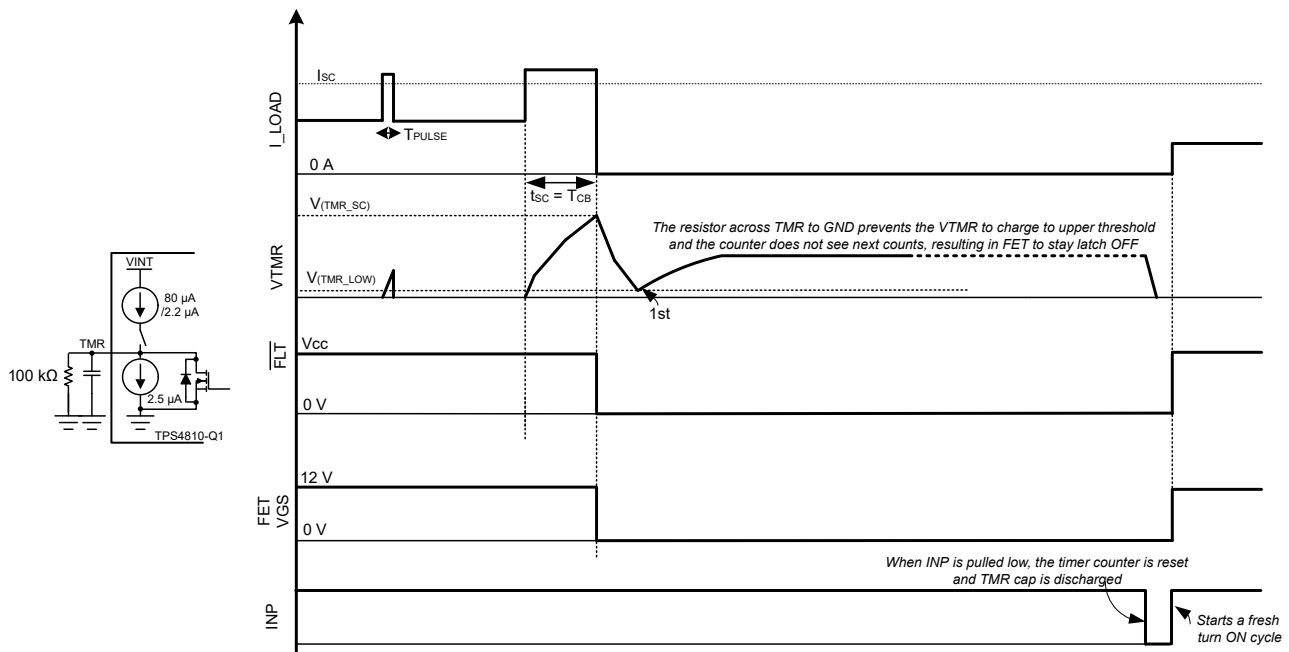 I_LOAD
ISC
TPULSE
0 A
tSC = TCB
VTMR
V(TMR_SC)
The resistor across TMR to GND prevents the VTMR to charge to upper threshold
and the counter does not see next counts, resulting in FET to stay latch OFF
V(TMR_LOW)
1st
VINT
80 µA
/2.2 µA
TMR
100 kΩ
2.5 µA
TPS4810-Q1
FLT
Vcc
0 V
FET
VGS
12 V
0 V
When INP is pulled low, the timer counter is reset
and TMR cap is discharged
INP
Starts a fresh
turn ON cycle